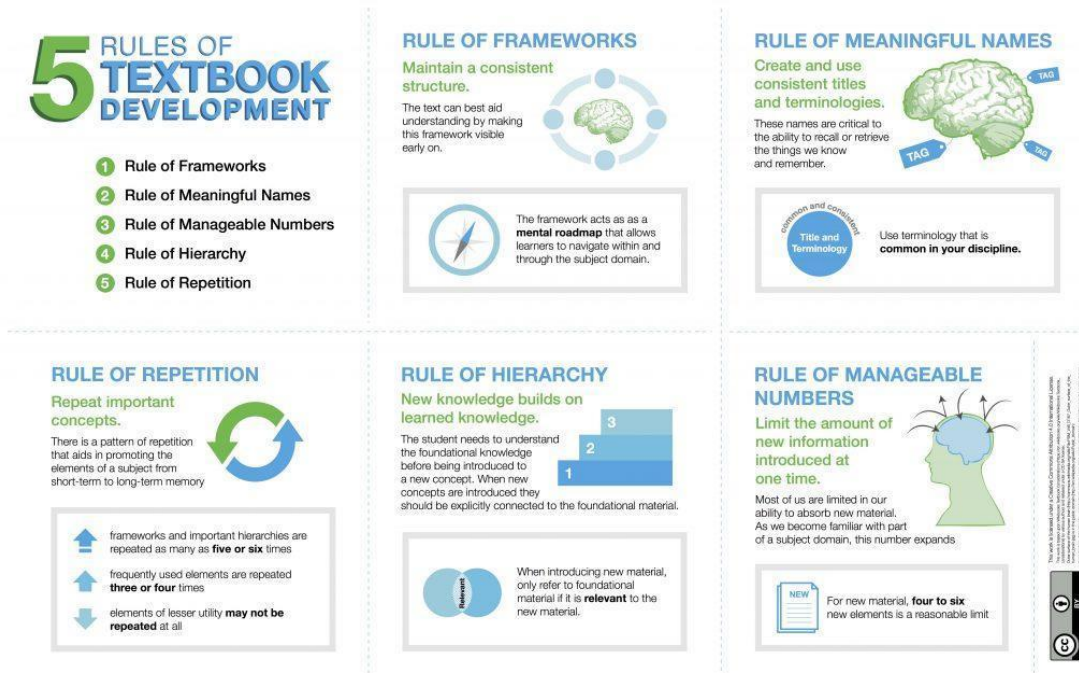 5 RULES OF
TEXTBOOK
DEVELOPMENT
1 Rule of Frameworks
2 Rule of Meaningful Names
3 Rule of Manageable Numbers
4 Rule of Hierarchy
5 Rule of Repetition
RULE OF FRAMEWORKS
Maintain a consistent
structure.
The text can best aid
understanding by making
this framework visible
early on.
The framework acts as as a
mental roadmap that allows
learners to navigate within and
through the subject domain.
RULE OF MEANINGFUL NAMES
Create and use
consistent titles
and terminologies.
These names are critical to
the ability to recall or retrieve
the things we know
and remember.
TAG
TAG
TAG
common and consistent
Title and
Terminology
Use terminology that is
common in your discipline.
RULE OF REPETITION
Repeat important
concepts.
There is a pattern of repetition
that aids in promoting the
elements of a subject from
short-term to long-term memory
frameworks and important hierarchies are
repeated as many as five or six times
frequently used elements are repeated
three or four times
elements of lesser utility may not be
repeated at all
RULE OF HIERARCHY
New knowledge builds on
learned knowledge.
The student needs to understand
the foundational knowledge
before being introduced to
a new concept. When new
concepts are introduced they
should be explicitly connected to the foundational material.
3
2
1
Relevant
When introducing new material,
only refer to foundational
material if it is relevant to the
new material.
RULE OF MANAGEABLE
NUMBERS
Limit the amount of
new information
introduced at
one time.
Most of us are limited in our
ability to absorb new material.
As we become familiar with part
of a subject domain, this number expands
NEW
For new material, four to six
new elements is a reasonable limit
This work is licensed under a Creative Commons Attribution 4.0 International License.
cc
BY